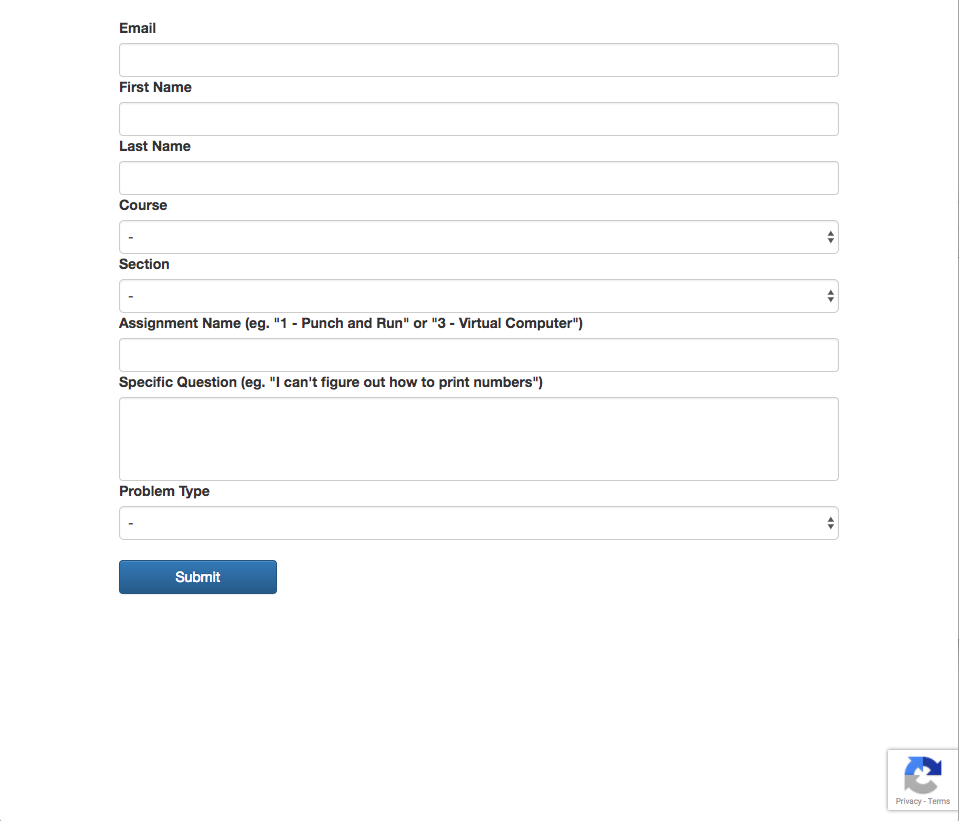 Email
First Name
Last Name
Course
-
Section
-
Assignment Name (eg. "1 - Punch and Run" or "3 - Virtual Computer")
Specific Question (eg. "I can't figure out how to print numbers")
Problem Type
-
Submit
Privacy - Terms